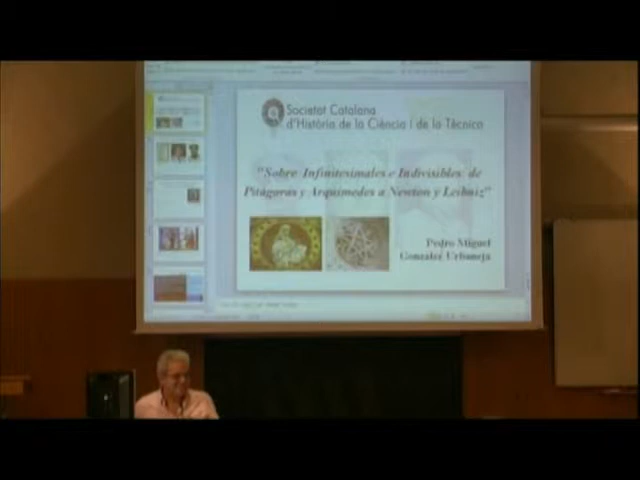 Societat Catalana
d'Història de la Ciència i de la Tècnica
"Sobre Infinitesimales e Indivisibles de
Pitágoras y Arquímedes a Newton y Leibniz"
Pedro Miguel
González Urbaneja